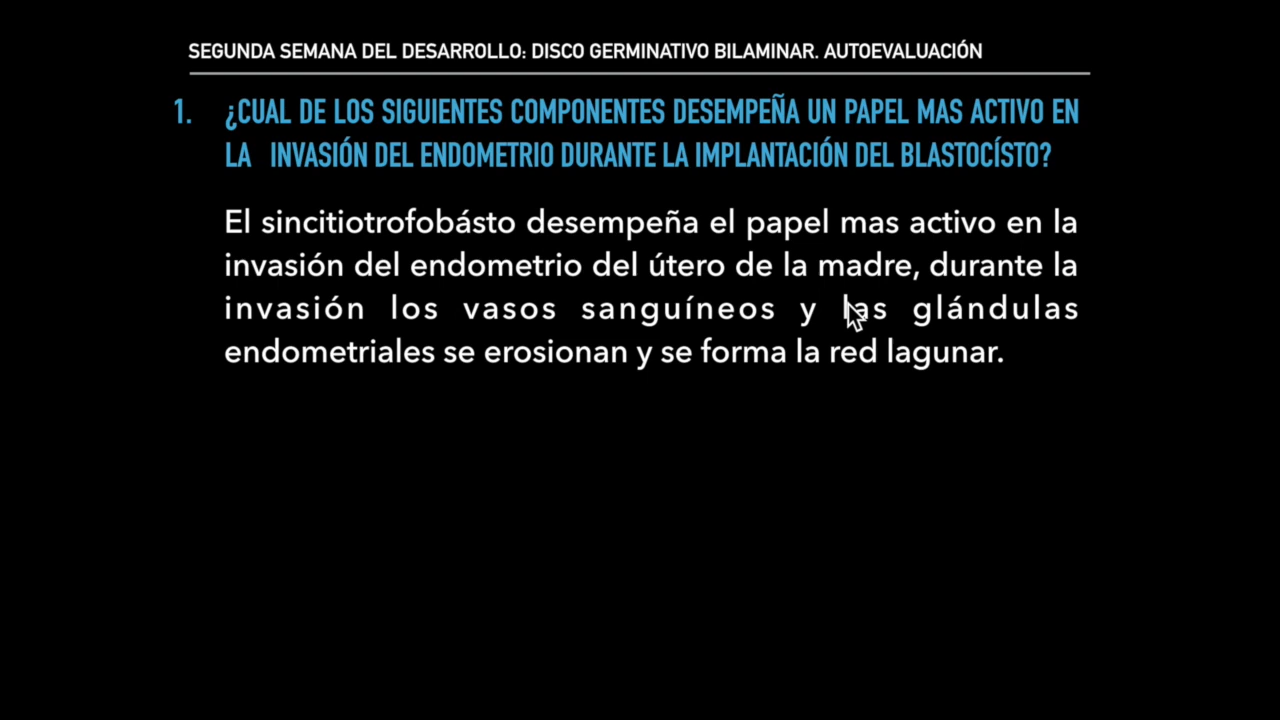 SEGUNDA SEMANA DEL DESARROLLO: DISCO GERMINATIVO BILAMINAR. AUTOEVALUACIÓN
1. ¿CUAL DE LOS SIGUIENTES COMPONENTES DESEMPEÑA UN PAPEL MAS ACTIVO EN
LA INVASIÓN DEL ENDOMETRIO DURANTE LA IMPLANTACIÓN DEL BLASTOCÍSTO?
El sincitiotrofobásto desempeña el papel mas activo en la
invasión del endometrio del útero de la madre, durante la
invasión los vasos sanguíneos y las glándulas
endometriales se erosionan y se forma la red lagunar.